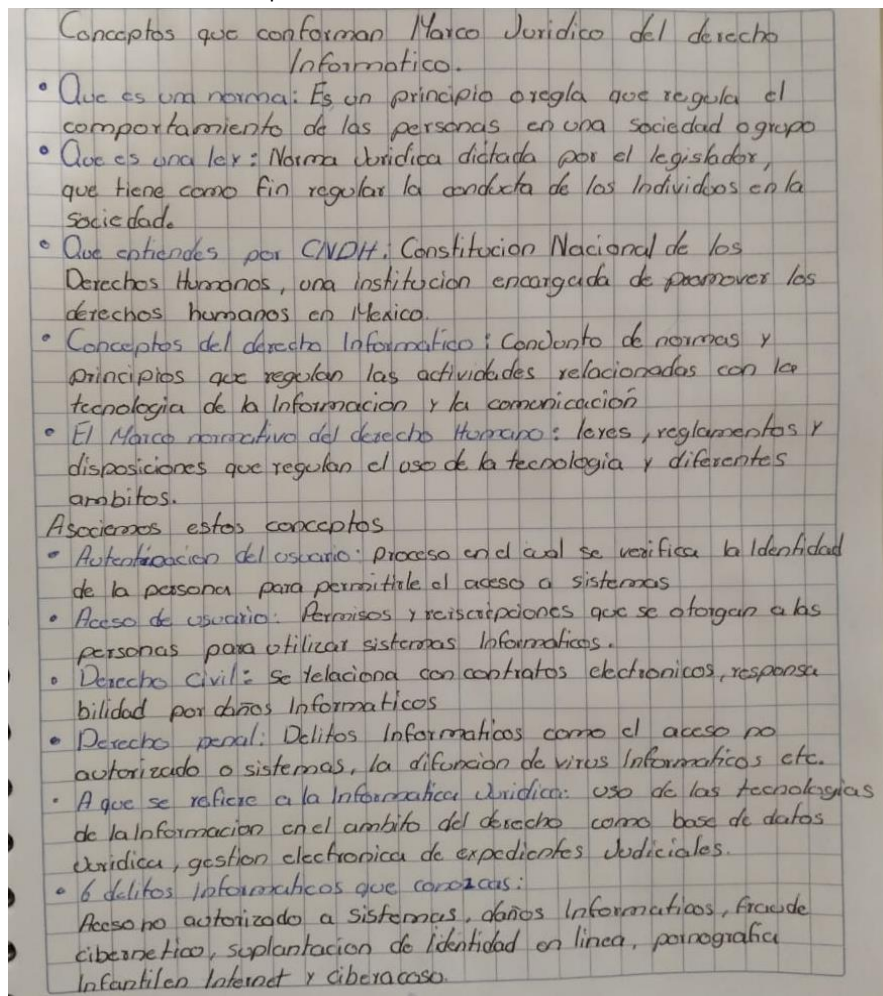 Conceptos que conforman Marco Juridico del derecho
Informatico.
• Que es una norma: Es un principio o regla que regula el
comportamiento de las personas en una sociedad o grupo
• Que es una ley: Norma Juridica dictada por el legislador,
que tiene como fin regular la conducta de los Individuos en la
sociedad.
• Que entiendes por CNDH: Constitucion Nacional de los
Derechos Humanos, una institucion encargada de promover los
derechos humanos en Mexico.
• Conceptos del derecho Informatico: Conjunto de normas y
principios que regulan las actividades relacionadas con la
tecnologia de la Informacion y la comunicación
• El Marco normativo del derecho Humano: leyes, reglamentos y
disposiciones que regulan el uso de la tecnologia y diferentes
ambitos.
Asociemos estos conceptos
• Autenticacion del usuario: proceso en el cual se verifica la Identidad
de la persona para permitirle el acceso a sistemas
• Acceso de usuario: Permisos y reiscripciones que se otorgan a las
personas para utilizar sistemas Informaticos.
• Derecho civil: se relaciona con contratos electronicos, responsa
bilidad por daños Informaticos
• Derecho penal: Delitos Informaticos como el acceso no
autorizado o sistemas, la difuncion de virus Informaticos etc.
• A que se refiere a la Informatica Juridica: uso de las tecnologias
de la Informacion en el ambito del derecho como base de datos
Juridica, gestion electronica de expedientes Judiciales.
• 6 delitos Informaticos que conozcas:
Acceso no autorizado a sistemas, daños Informaticos, fraude
cibernetico, suplantacion de Identidad en linea, pornografia
Infantil en Internet y ciberacoso.